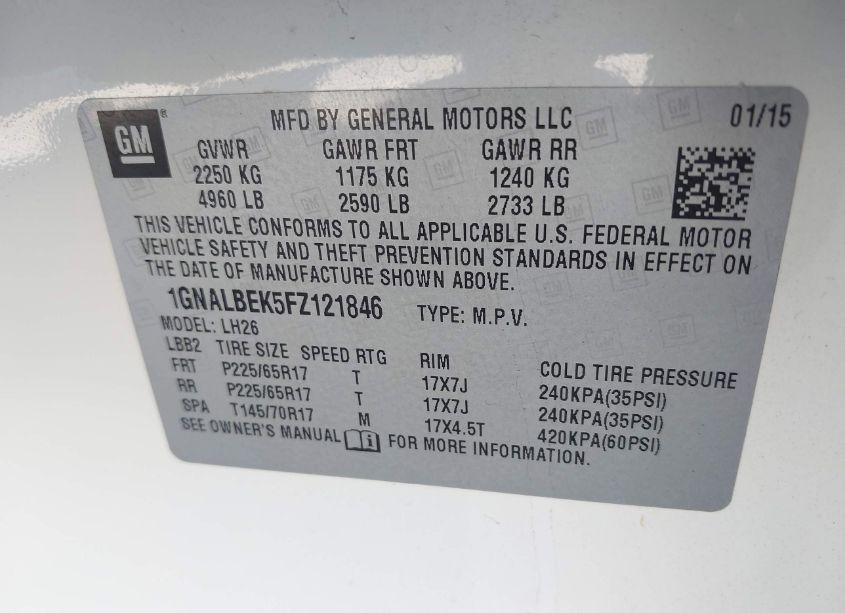 GM ® MFD BY GENERAL MOTORS LLC 01/15
GVWR GAWR FRT GAWR RR
2250 KG 1175 KG 1240 KG
4960 LB 2590 LB 2733 LB
THIS VEHICLE CONFORMS TO ALL APPLICABLE U.S. FEDERAL MOTOR
VEHICLE SAFETY AND THEFT PREVENTION STANDARDS IN EFFECT ON
THE DATE OF MANUFACTURE SHOWN ABOVE.
1GNALBEK5FZ121846 TYPE: M.P.V.
MODEL: LH26
LBB2 TIRE SIZE SPEED RTG RIM COLD TIRE PRESSURE
FRT P225/65R17 T 17X7J 240KPA(35PSI)
RR P225/65R17 T 17X7J 240KPA(35PSI)
SPA T145/70R17 M 17X4.5T 420KPA(60PSI)
SEE OWNER'S MANUAL FOR MORE INFORMATION.